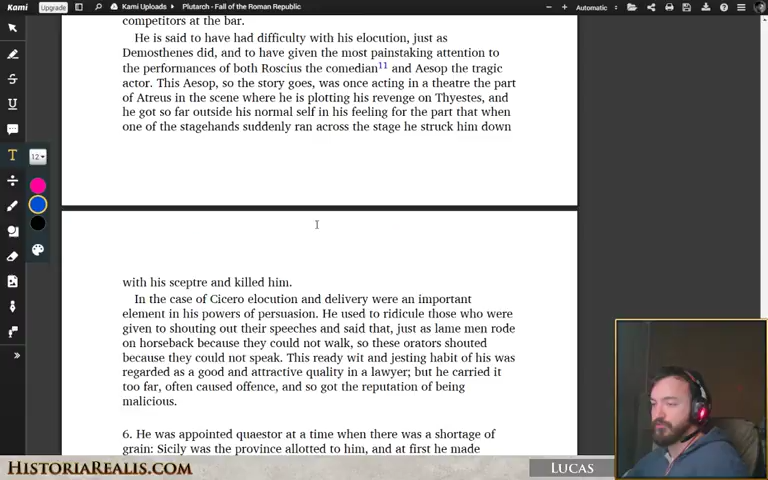 Kami
Upgrade
Kami Uploads
Plutarch - Fall of the Roman Republic
Automatic
12
competitors at the bar.
He is said to have had difficulty with his elocution, just as
Demosthenes did, and to have given the most painstaking attention to
the performances of both Roscius the comedian11 and Aesop the tragic
actor. This Aesop, so the story goes, was once acting in a theatre the part
of Atreus in the scene where he is plotting his revenge on Thyestes, and
he got so far outside his normal self in his feeling for the part that when
one of the stagehands suddenly ran across the stage he struck him down
with his sceptre and killed him.
In the case of Cicero elocution and delivery were an important
element in his powers of persuasion. He used to ridicule those who were
given to shouting out their speeches and said that, just as lame men rode
on horseback because they could not walk, so these orators shouted
because they could not speak. This ready wit and jesting habit of his was
regarded as a good and attractive quality in a lawyer; but he carried it
too far, often caused offence, and so got the reputation of being
malicious.
6. He was appointed quaestor at a time when there was a shortage of
grain: Sicily was the province allotted to him, and at first he made
HistoriaRealis.com
Lucas